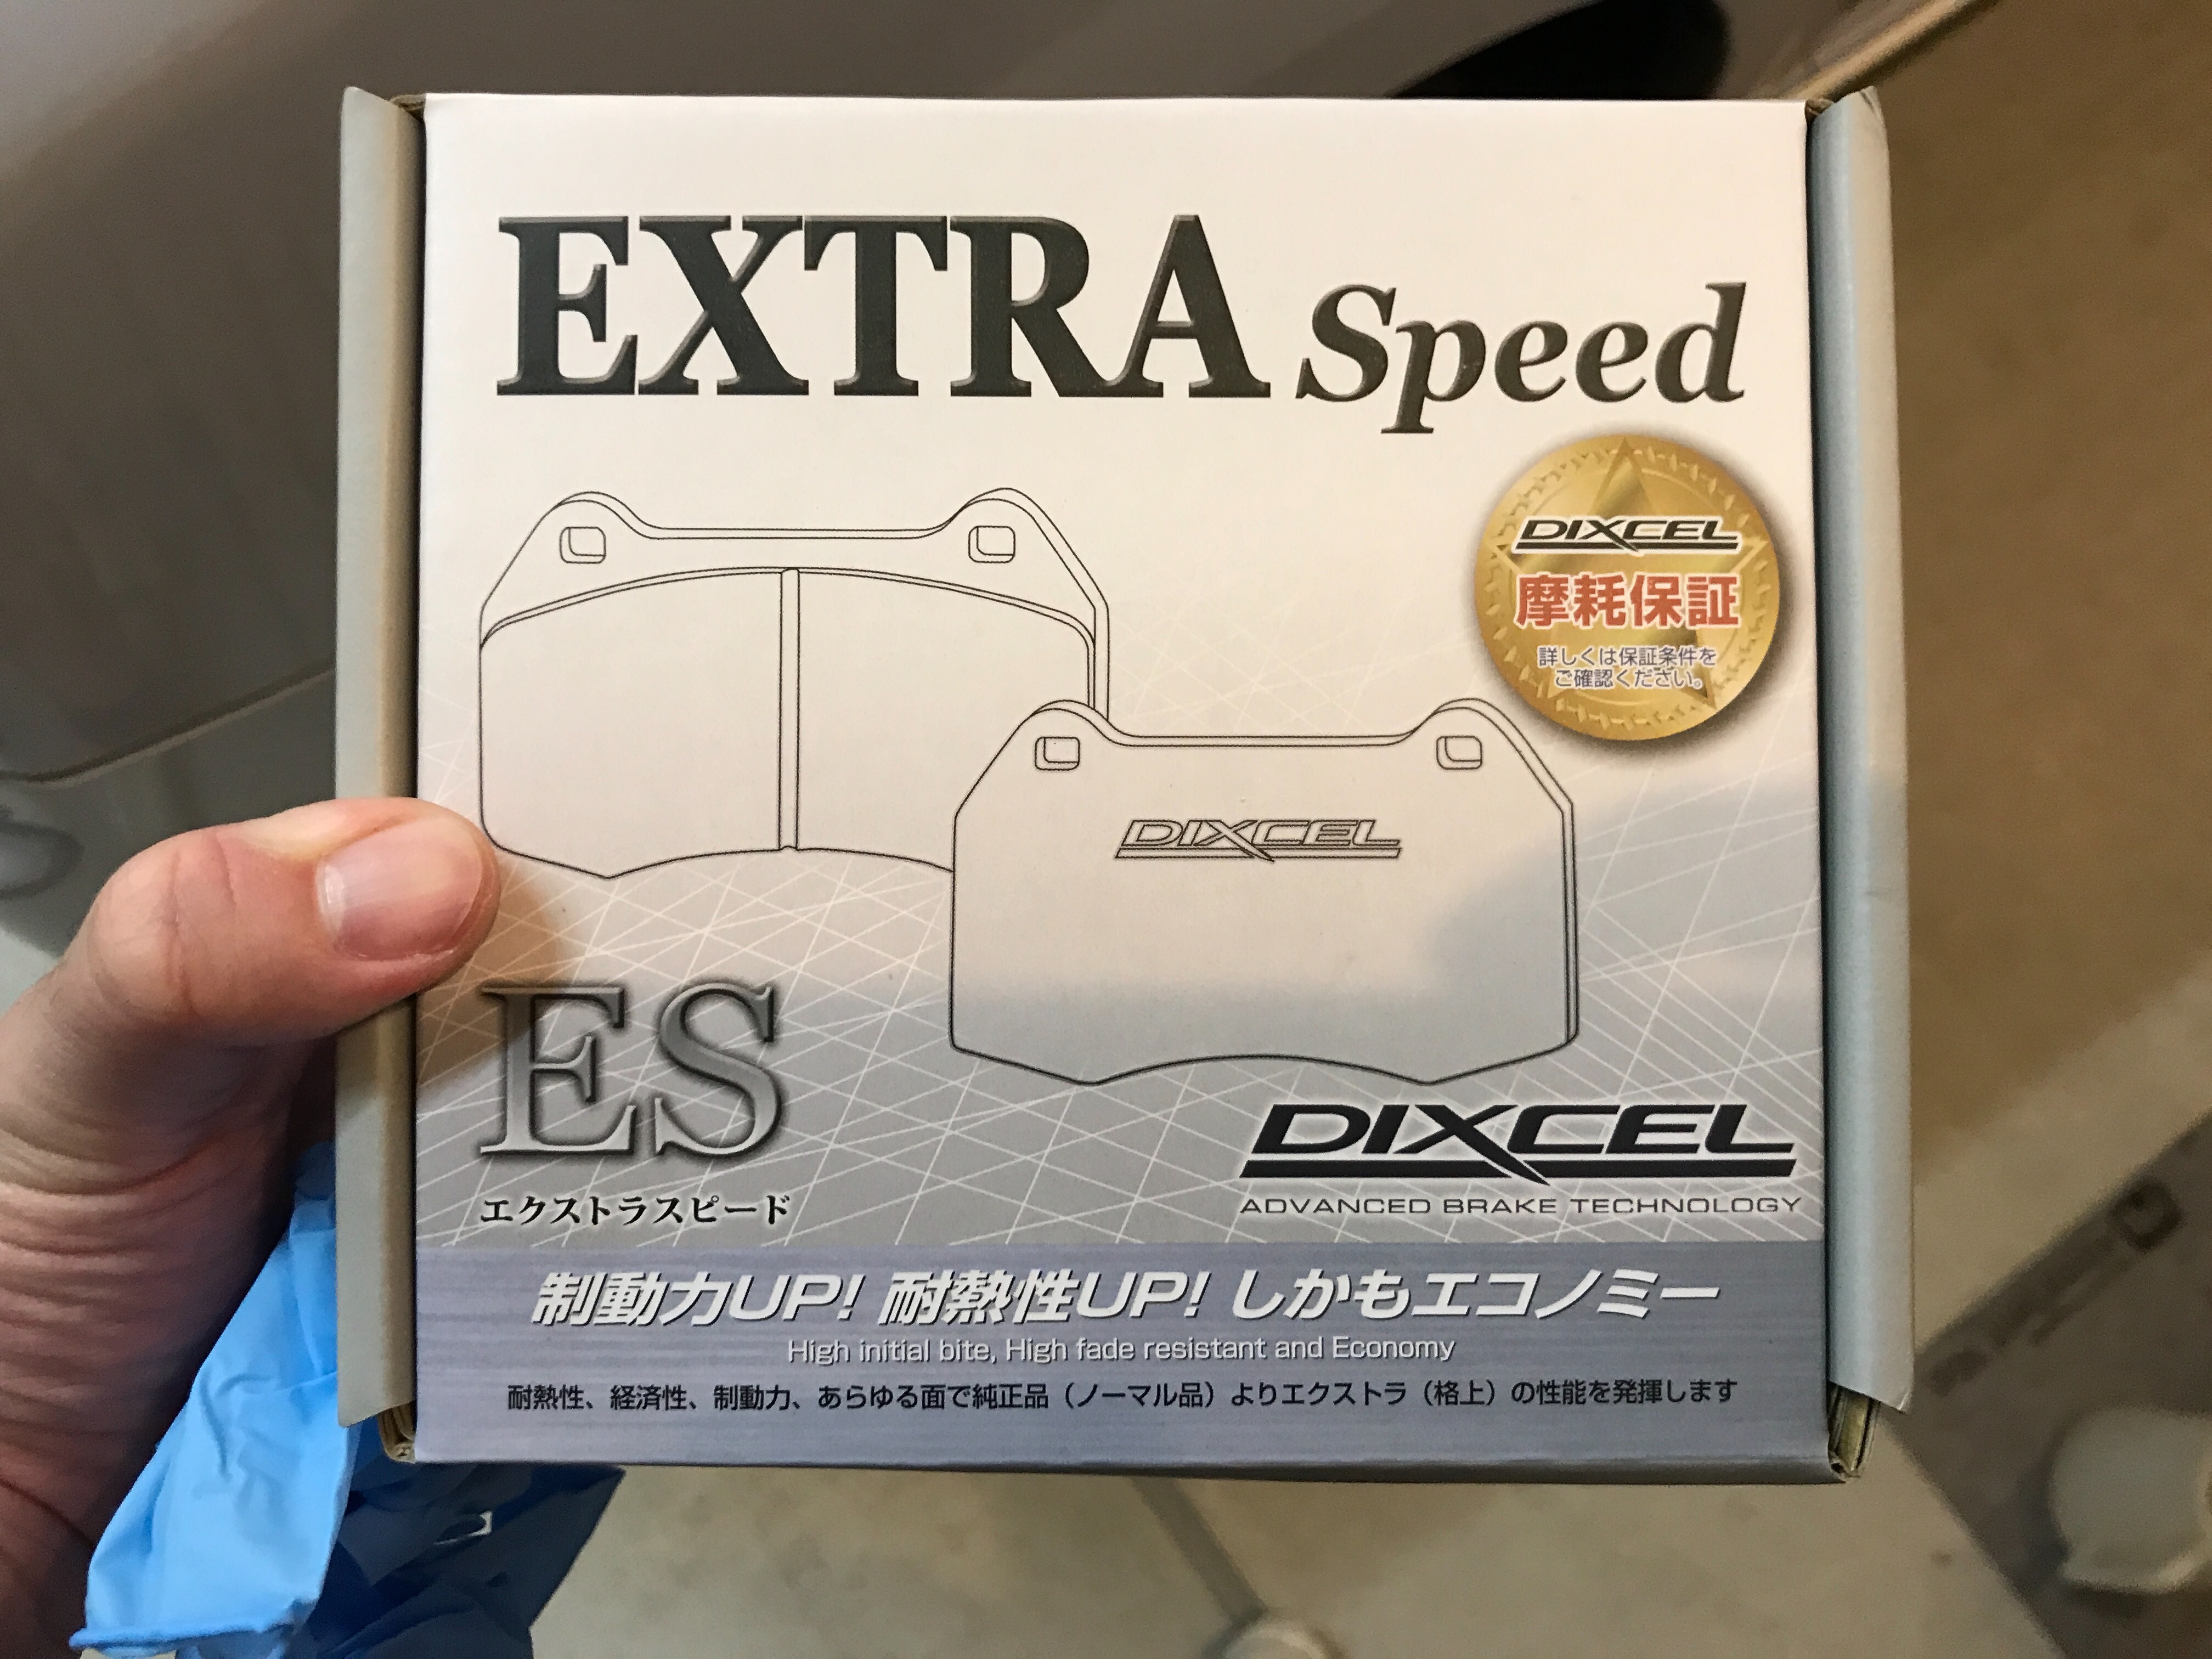 EXTRA Speed
DIXCEL
摩耗保証
詳しくは保証条件を
ご確認ください。
DIXCEL
ES
エクストラスピード
DIXCEL
ADVANCED BRAKE TECHNOLOGY
制動力UP! 耐熱性UP! しかもエコノミー
High initial bite, High fade resistant and Economy
耐熱性、経済性、制動力、あらゆる面で純正品（ノーマル品）よりエクストラ（格上）の性能を発揮します